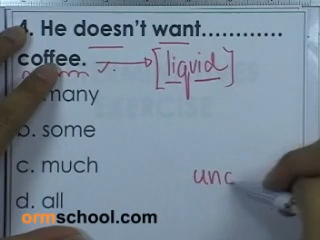 4. He doesn't want............
coffee. [liquid]
many
b. some
c. much
unc
d. all
ormschool.com